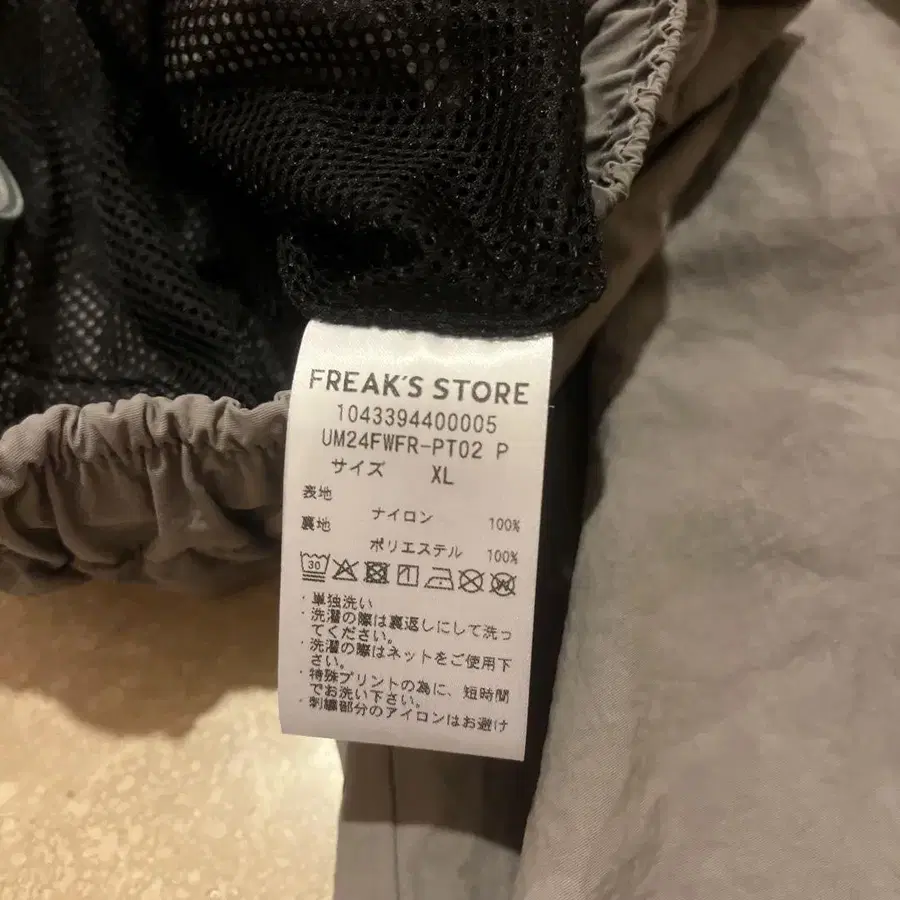 FREAK'S STORE
1043394400005
UM24FWFR-PT02 P
サイズ XL
表地
ナイロン 100%
裏地
ポリエステル 100%
30
W
・単独洗い
・洗濯の際は裏返しにして洗っ
てください。
・洗濯の際はネットをご使用下
さい。
・特殊プリントの為に、短時間
でお洗い下さい。
・刺繍部分のアイロンはお避け